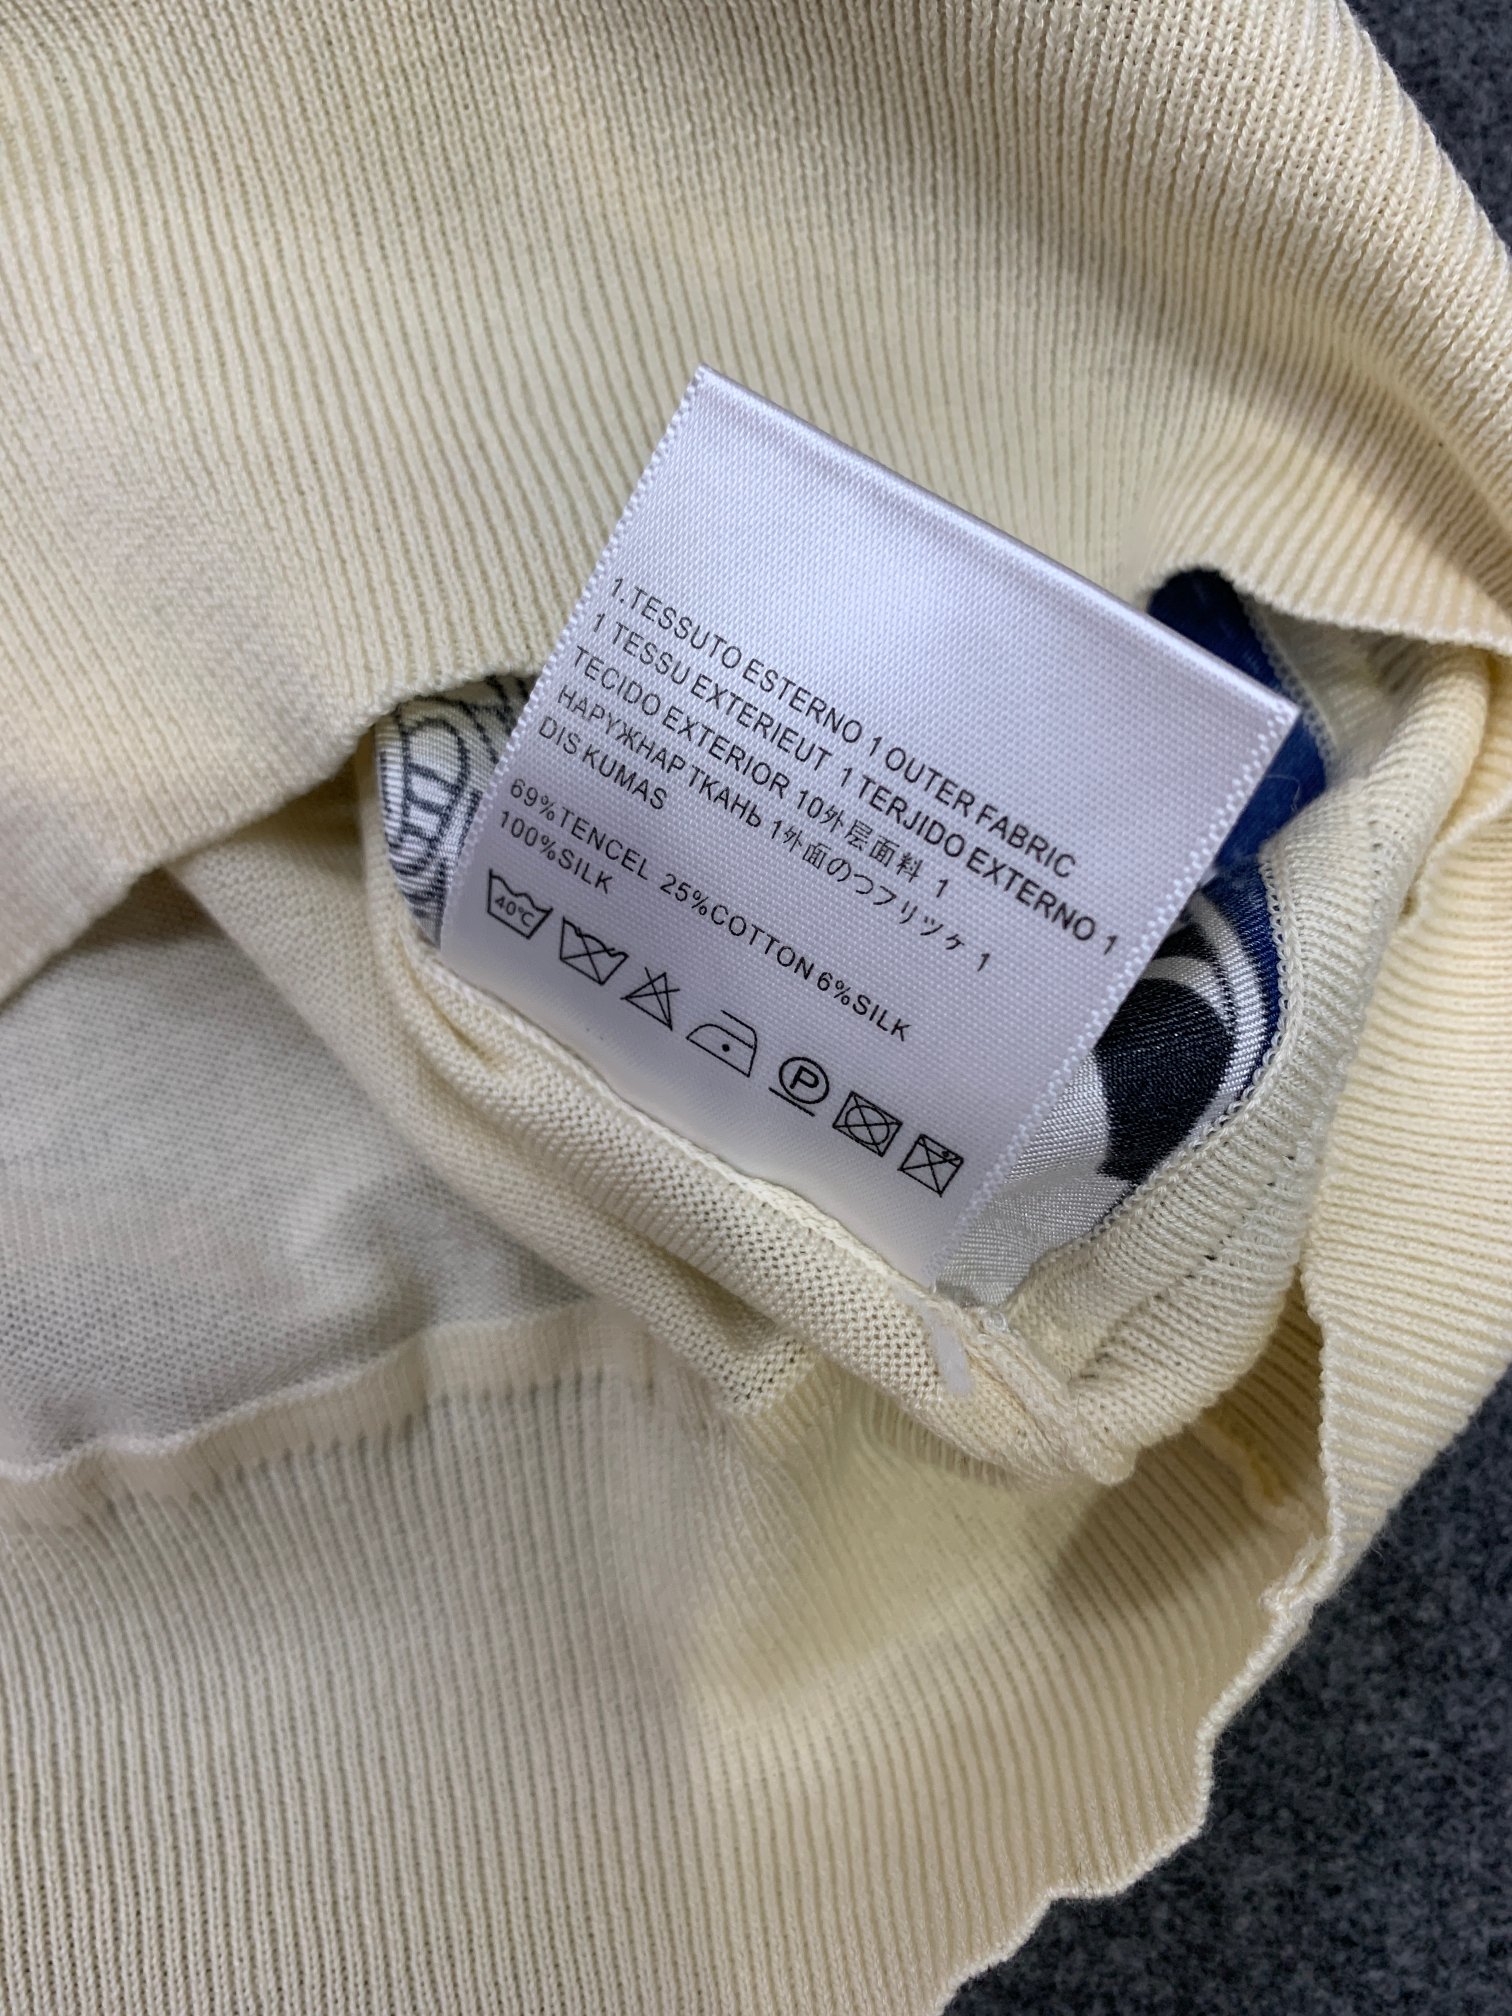 1.TESSUTO ESTERNO 1 OUTER FABRIC
1 TESSU EXTERIEUT 1 TERJIDO EXTERNO 1
TECIDO EXTERIOR 10外层面料 1
НАРУЖНАР ТКАНЬ 1外面のつフリツヶ 1
DIS KUMAS
69%TENCEL 25%COTTON 6%SILK
100%SILK
40℃
P